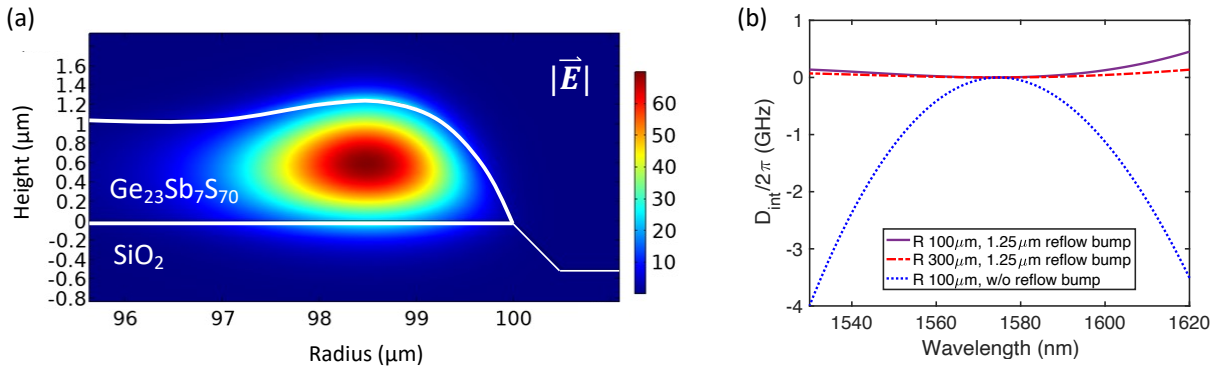 (a)
|E⃗|
1.6
1.4
1.2
1
0.8
0.6
0.4
0.2
0
-0.2
-0.4
-0.6
-0.8
Height (μm)
Ge₂₃Sb₇S₇₀
SiO₂
96 97 98 99 100
Radius (μm)
60
50
40
30
20
10
(b)
1
0
-1
-2
-3
-4
D_int/2π (GHz)
R 100μm, 1.25μm reflow bump
R 300μm, 1.25μm reflow bump
R 100μm, w/o reflow bump
1540 1560 1580 1600 1620
Wavelength (nm)